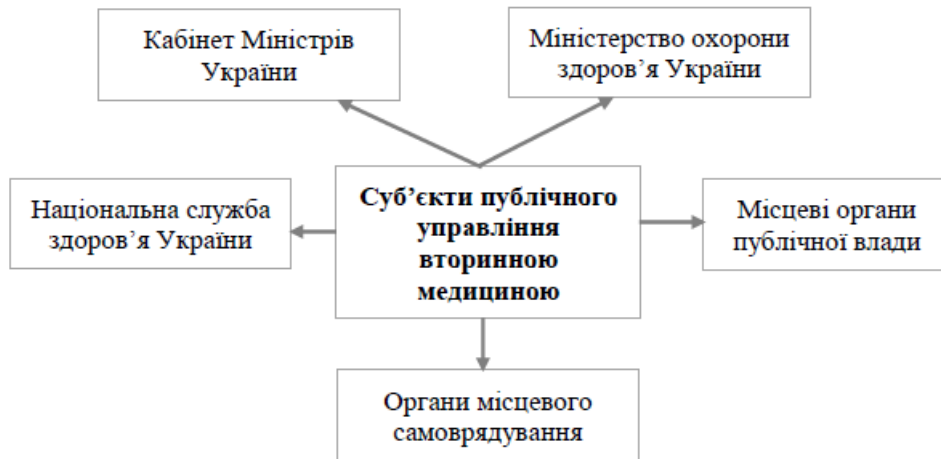 Кабінет Міністрів
України
Міністерство охорони
здоров’я України
Національна служба
здоров’я України
Суб’єкти публічного
управління
вторинною
медициною
Місцеві органи
публічної влади
Органи місцевого
самоврядування